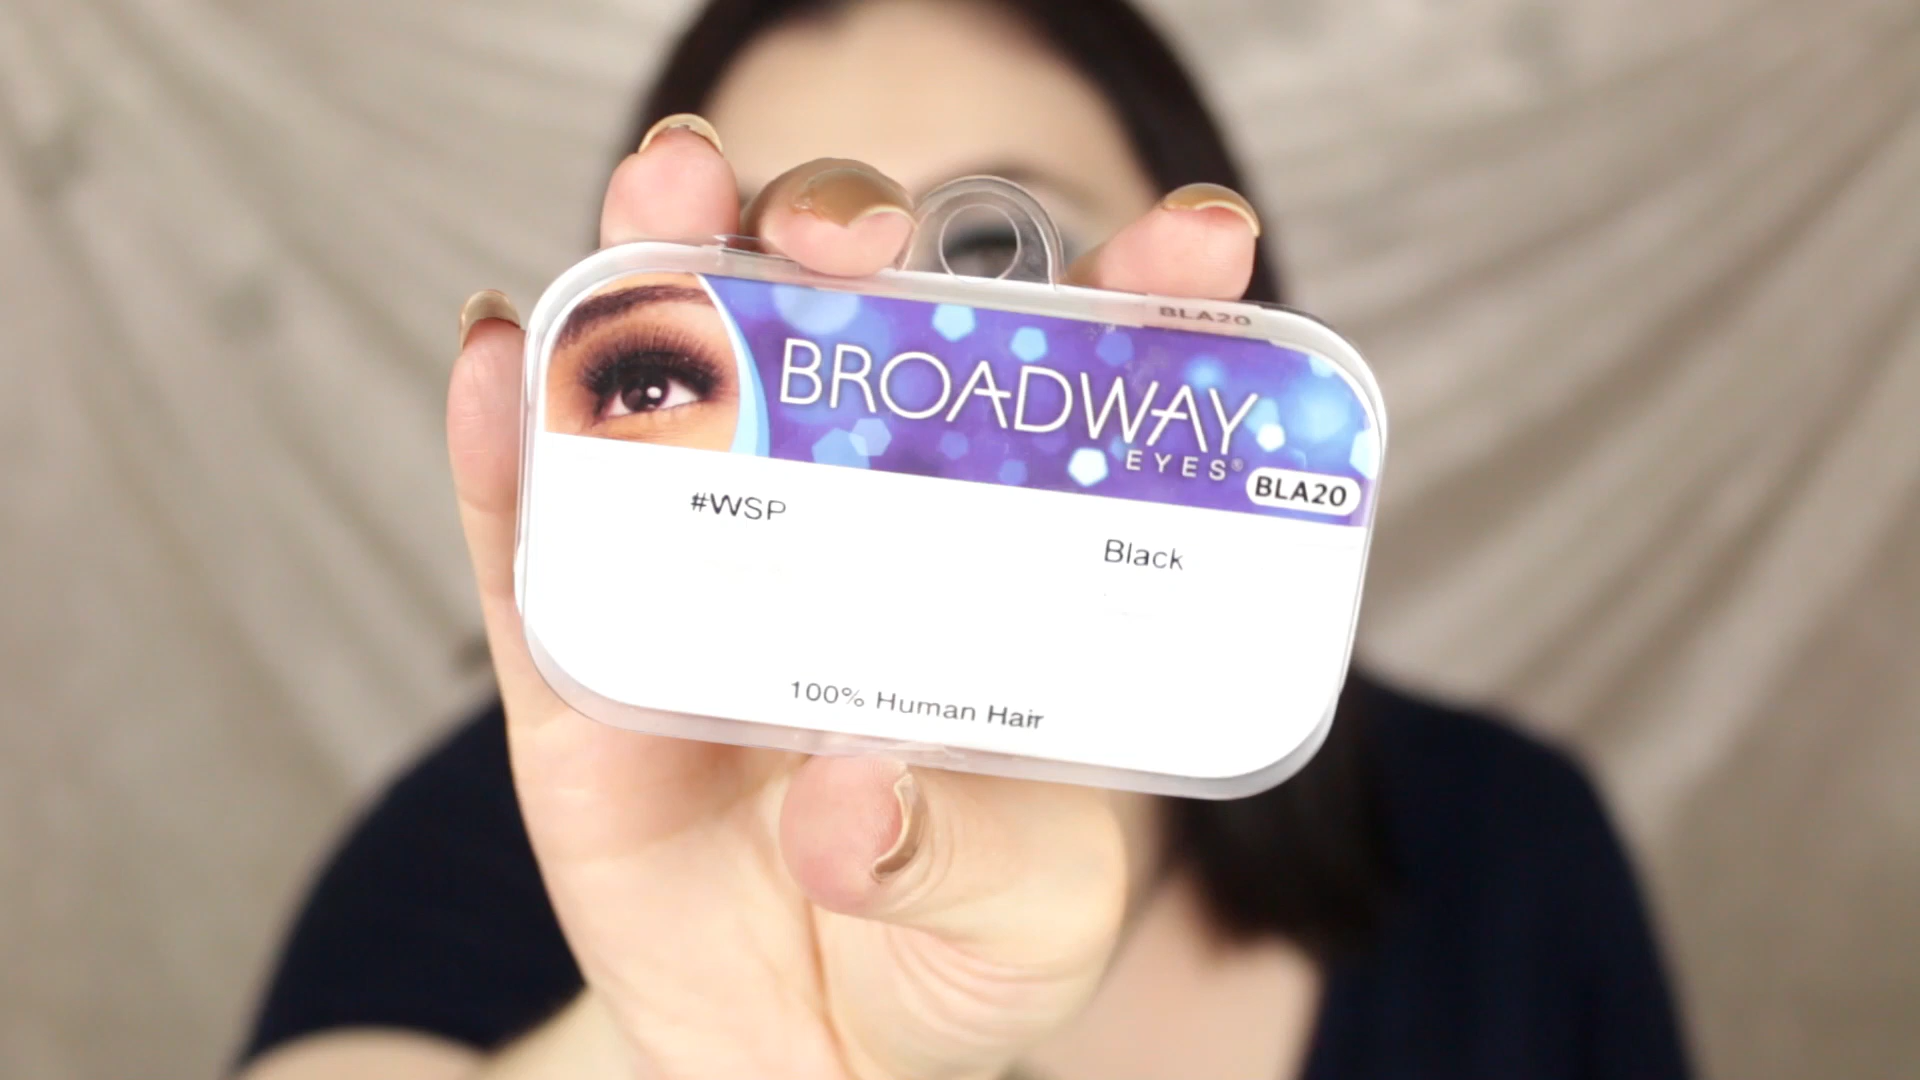 BLA20
BROADWAY
EYES®
BLA20
#WSP
Black
100% Human Hair